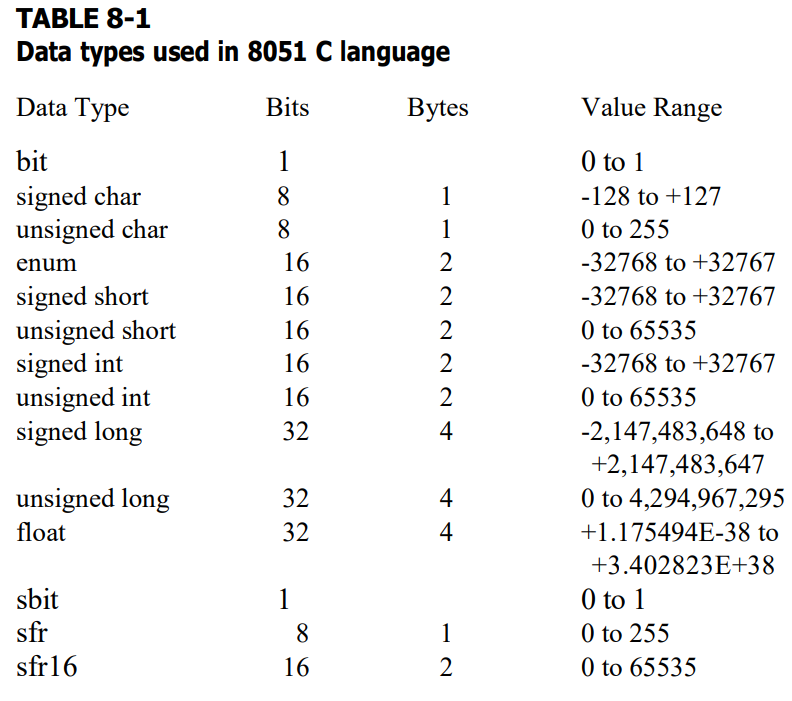 TABLE 8-1
Data types used in 8051 C language
Data Type Bits Bytes Value Range
bit 1 0 to 1
signed char 8 1 -128 to +127
unsigned char 8 1 0 to 255
enum 16 2 -32768 to +32767
signed short 16 2 -32768 to +32767
unsigned short 16 2 0 to 65535
signed int 16 2 -32768 to +32767
unsigned int 16 2 0 to 65535
signed long 32 4 -2,147,483,648 to
+2,147,483,647
unsigned long 32 4 0 to 4,294,967,295
float 32 4 +1.175494E-38 to
+3.402823E+38
sbit 1 0 to 1
sfr 8 1 0 to 255
sfr16 16 2 0 to 65535